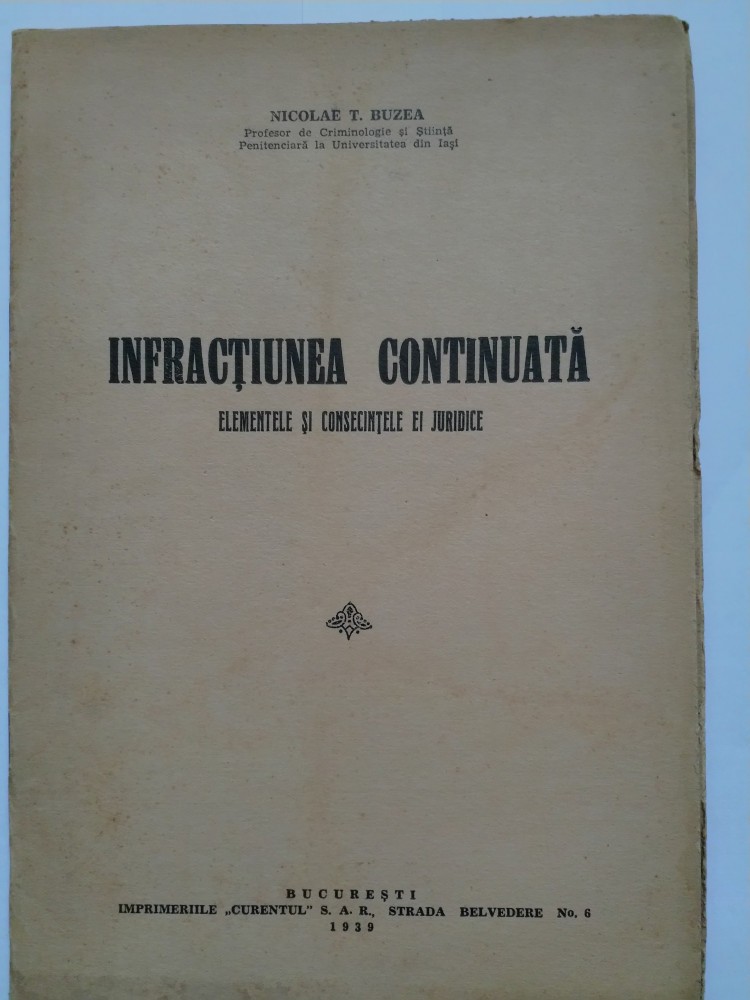 NICOLAE T. BUZEA
Profesor de Criminologie și Știință
Penitenciară la Universitatea din Iași
INFRACȚIUNEA CONTINUATĂ
ELEMENTELE ȘI CONSECINȚELE EI JURIDICE
BUCUREȘTI
IMPRIMERIILE „CURENTUL” S. A. R., STRADA BELVEDERE No. 6
1939